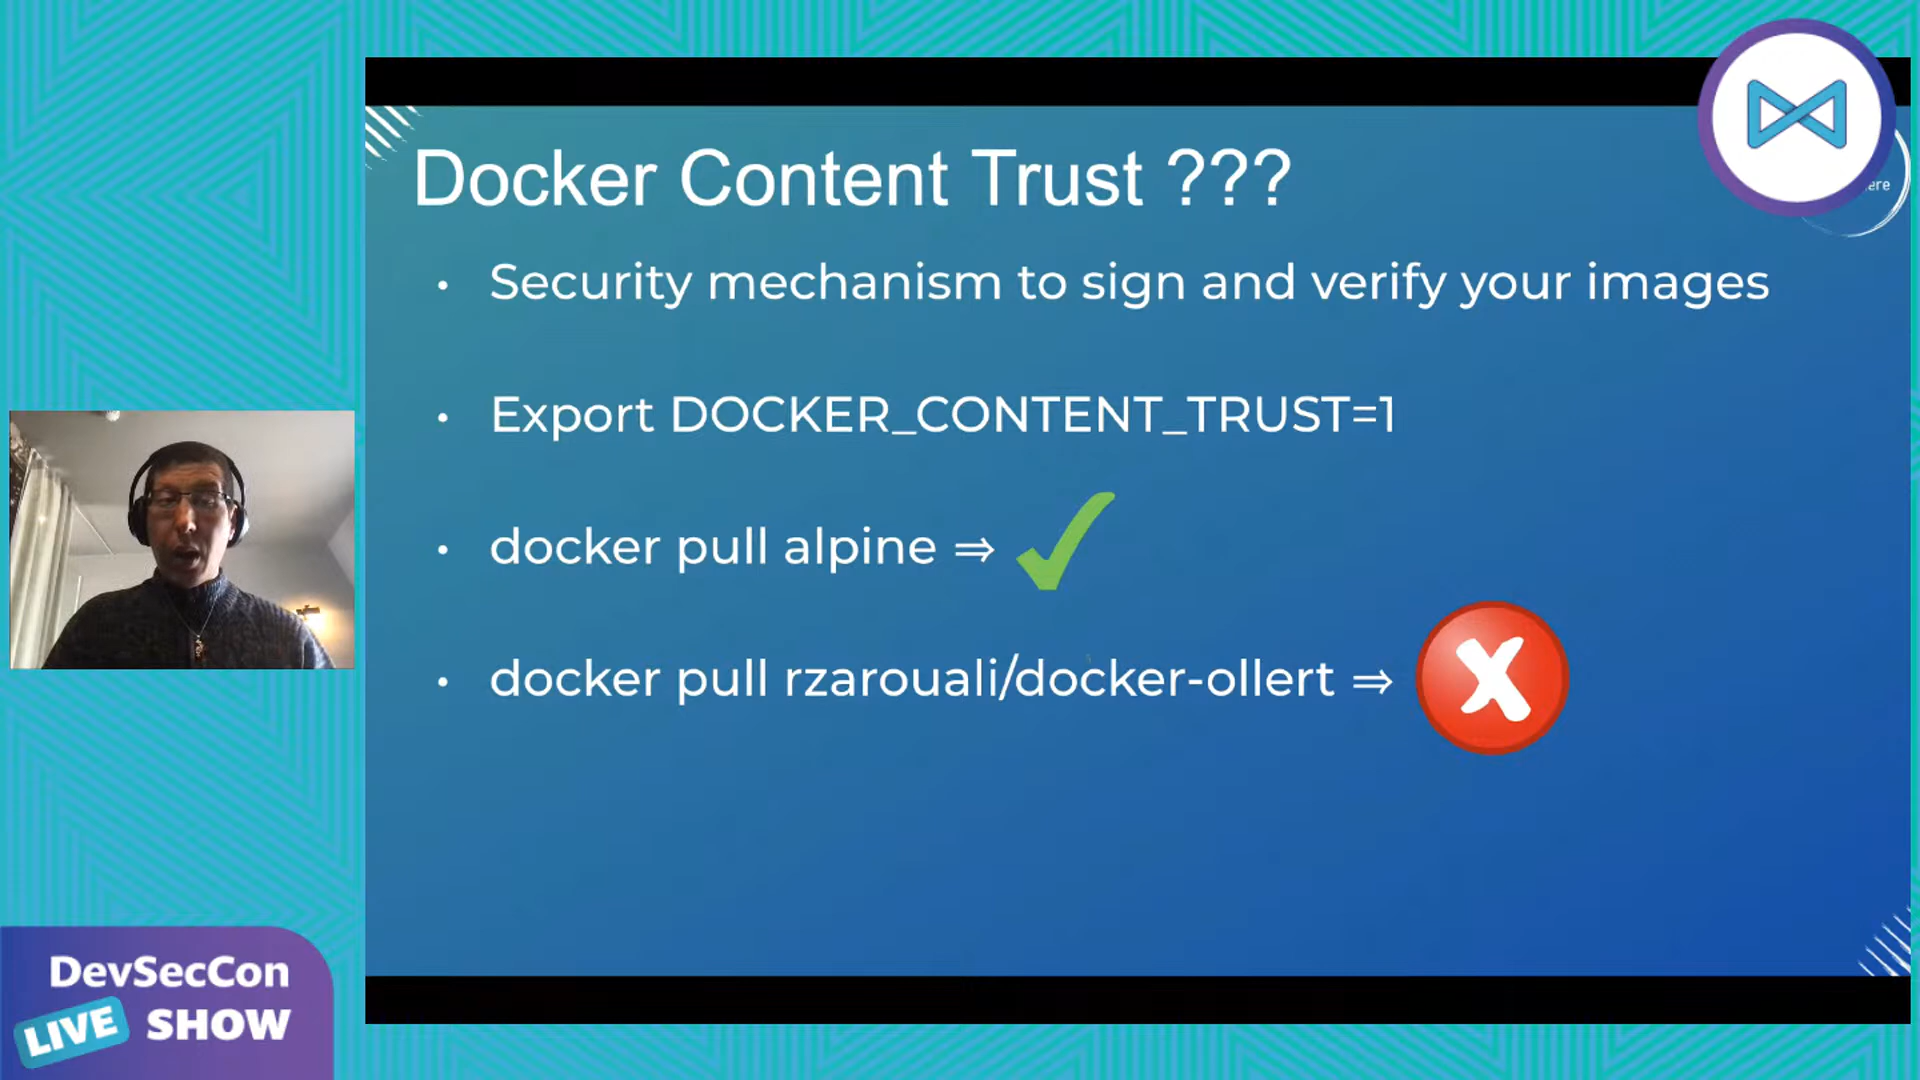 Docker Content Trust ???
• Security mechanism to sign and verify your images
• Export DOCKER_CONTENT_TRUST=1
• docker pull alpine ⇒
• docker pull rzarouali/docker-ollert ⇒
DevSecCon
LIVE SHOW